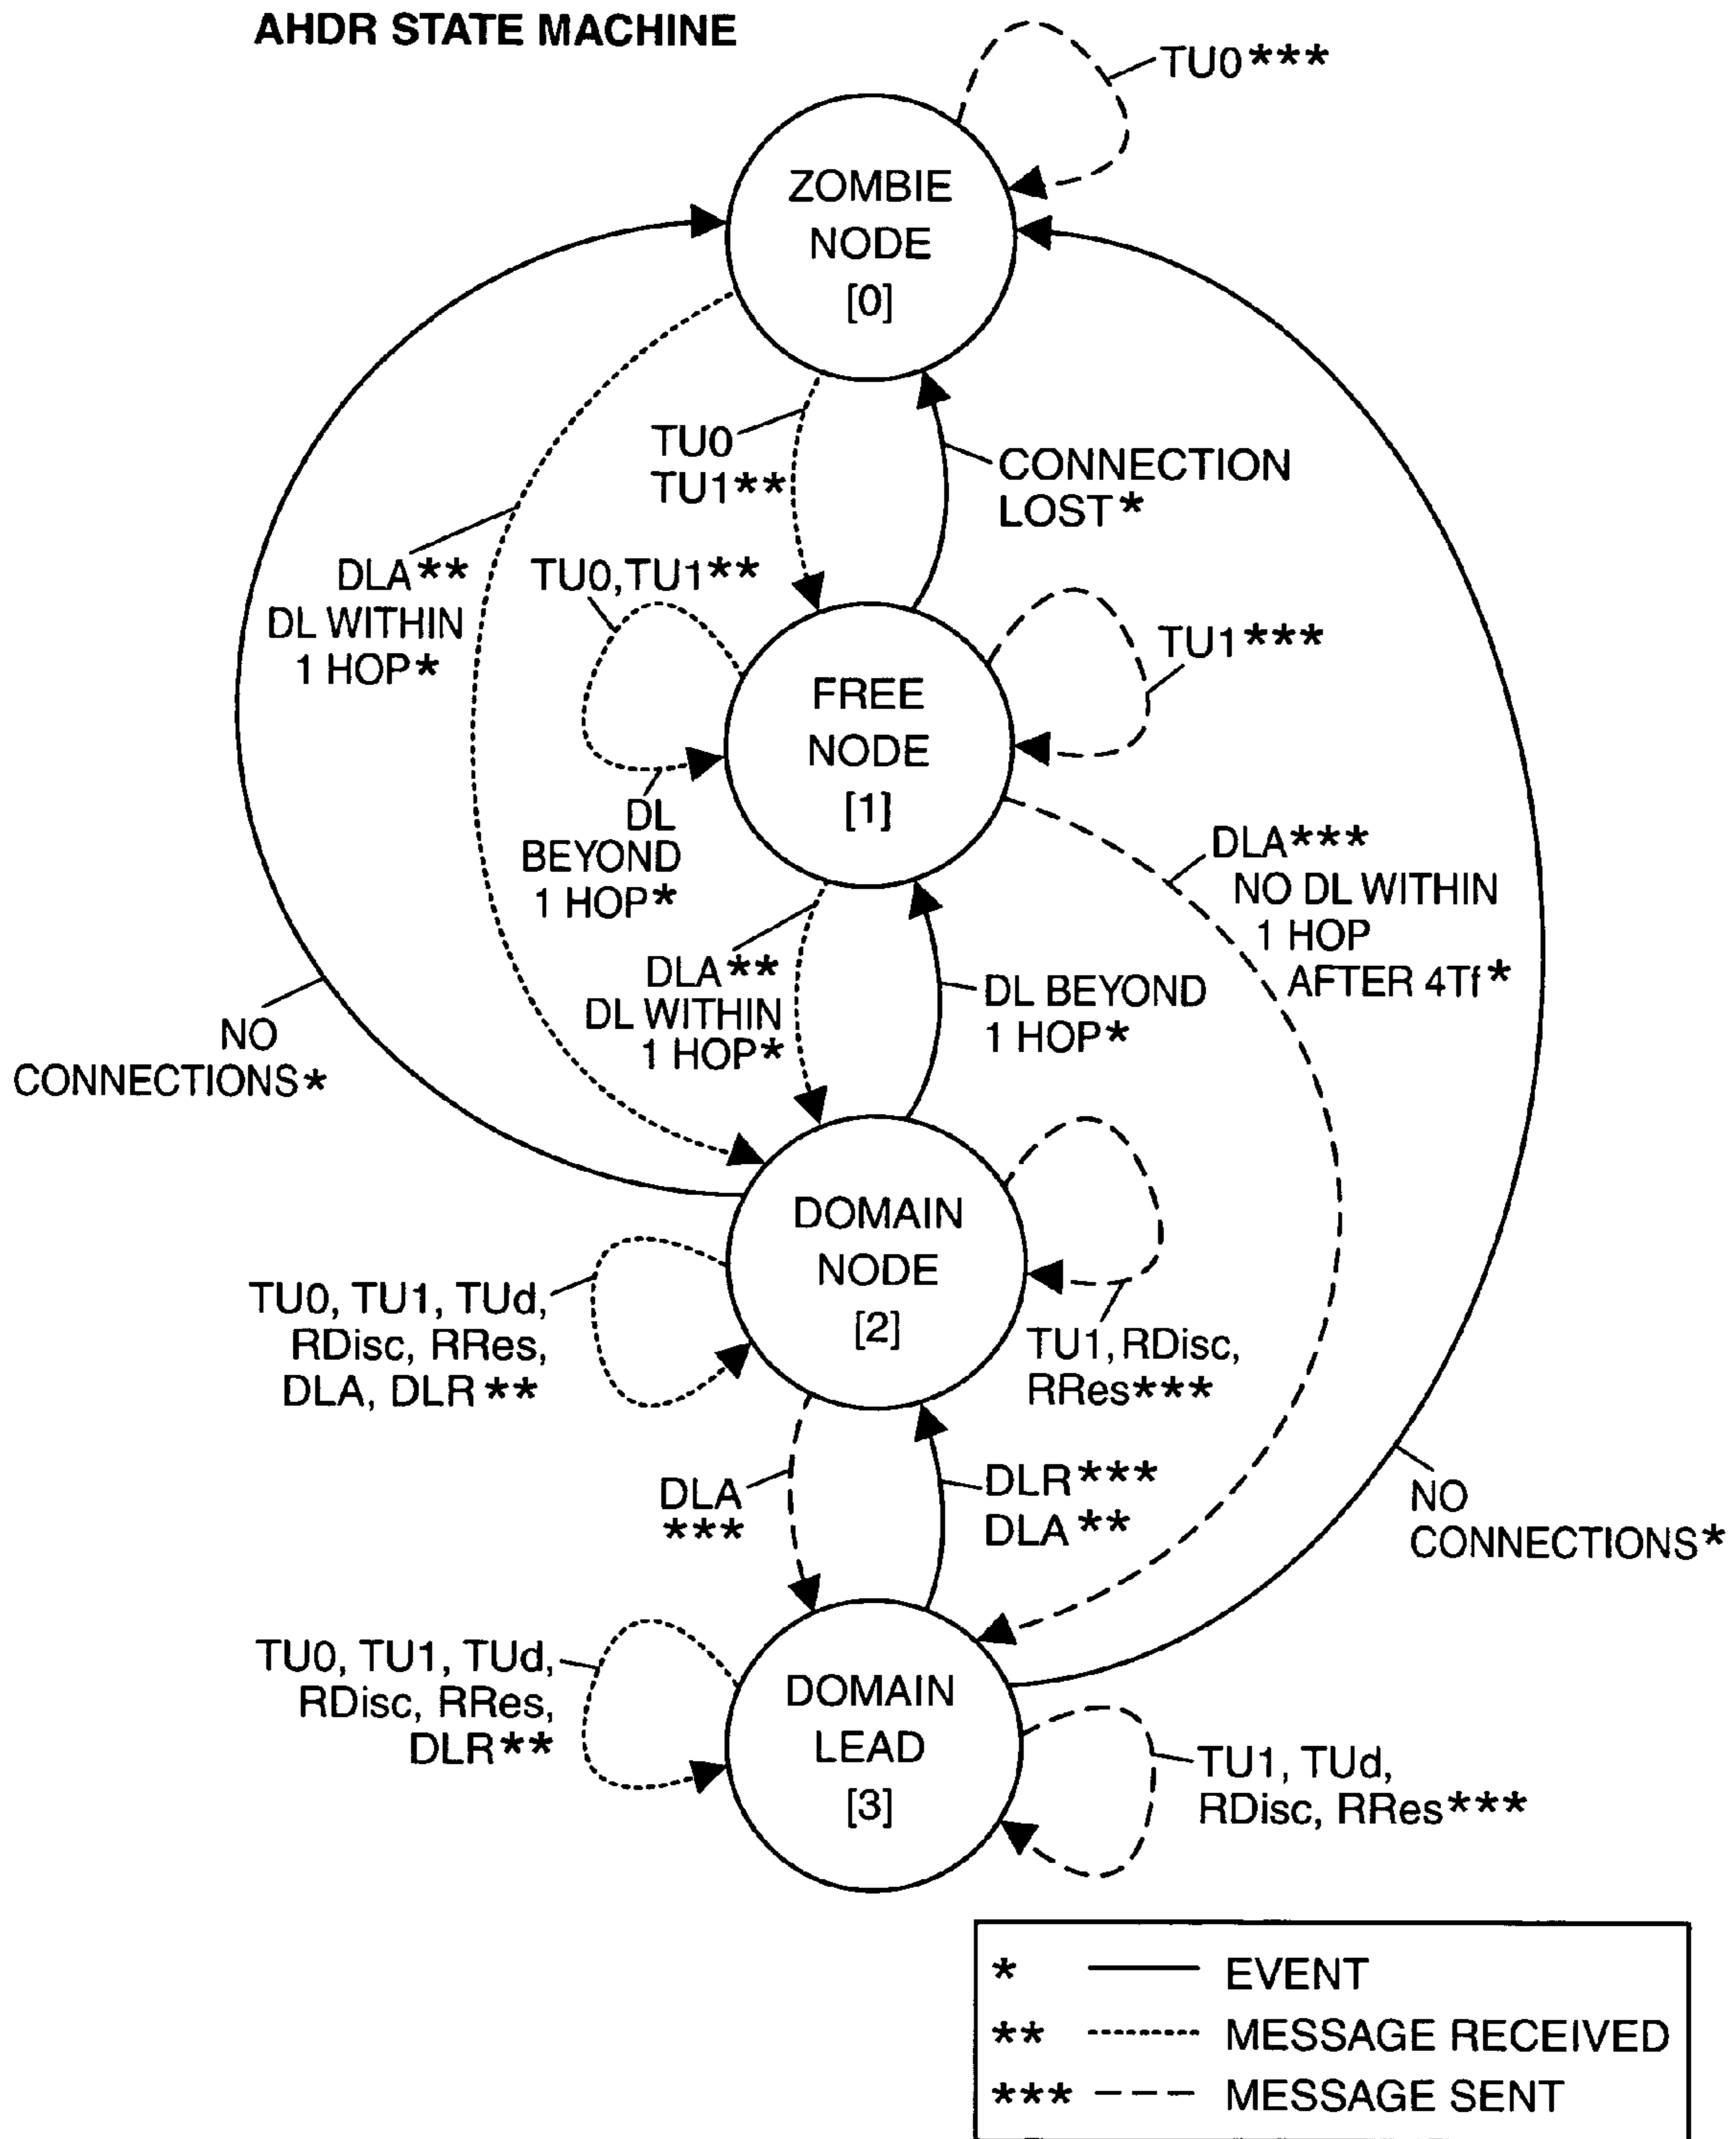 AHDR STATE MACHINE
TU0***
ZOMBIE
NODE
[0]
TU0
TU1**
CONNECTION
LOST*
DLA**
DL WITHIN
1 HOP*
TU0,TU1**
TU1***
FREE
NODE
[1]
DL
BEYOND
1 HOP*
DLA***
NO DL WITHIN
1 HOP
AFTER 4Tf*
DLA**
DL WITHIN
1 HOP*
DL BEYOND
1 HOP*
NO
CONNECTIONS*
DOMAIN
NODE
[2]
TU0, TU1, TUd,
RDisc, RRes,
DLA, DLR**
TU1, RDisc,
RRes***
DLA
***
DLR***
DLA**
NO
CONNECTIONS*
TU0, TU1, TUd,
RDisc, RRes,
DLR**
DOMAIN
LEAD
[3]
TU1, TUd,
RDisc, RRes***
* EVENT
** MESSAGE RECEIVED
*** MESSAGE SENT